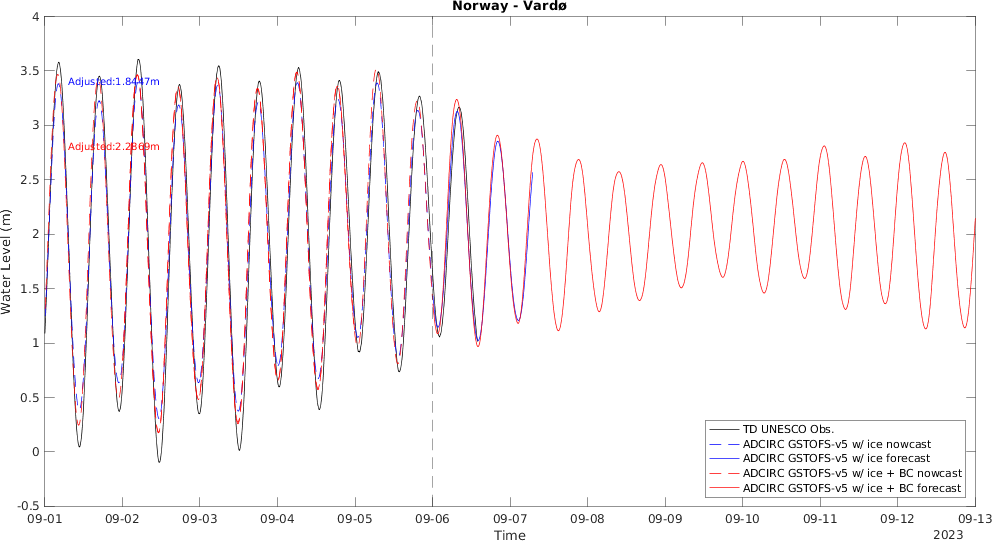 Norway - Vardø
4
3.5
3
2.5
2
1.5
1
0.5
0
-0.5
Water Level (m)
Adjusted:1.8447m
Adjusted:2.2369m
TD UNESCO Obs.
ADCIRC GSTOFS-v5 w/ ice nowcast
ADCIRC GSTOFS-v5 w/ ice forecast
ADCIRC GSTOFS-v5 w/ ice + BC nowcast
ADCIRC GSTOFS-v5 w/ ice + BC forecast
09-01 09-02 09-03 09-04 09-05 09-06 09-07 09-08 09-09 09-10 09-11 09-12 09-13
Time
2023